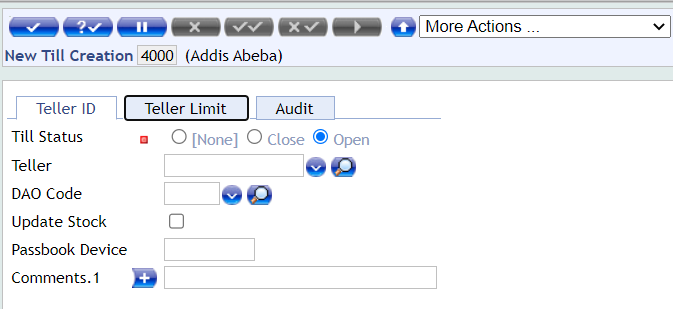 More Actions ...
New Till Creation 4000 (Addis Abeba)
Teller ID Teller Limit Audit
Till Status [None] Close Open
Teller
DAO Code
Update Stock
Passbook Device
Comments.1